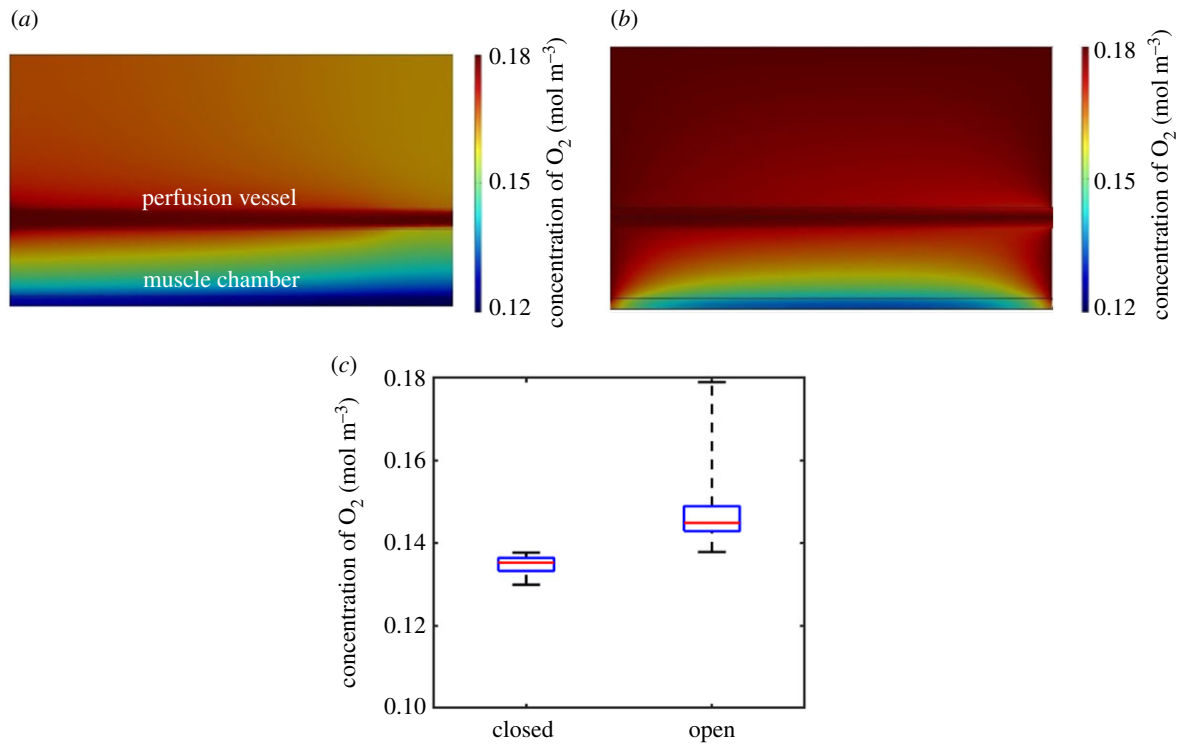 (a)
(b)
0.18
0.15
0.12
concentration of O₂ (mol m⁻³)
perfusion vessel
muscle chamber
0.18
0.15
0.12
concentration of O₂ (mol m⁻³)
(c)
0.18
0.16
0.14
0.12
0.10
concentration of O₂ (mol m⁻³)
closed
open